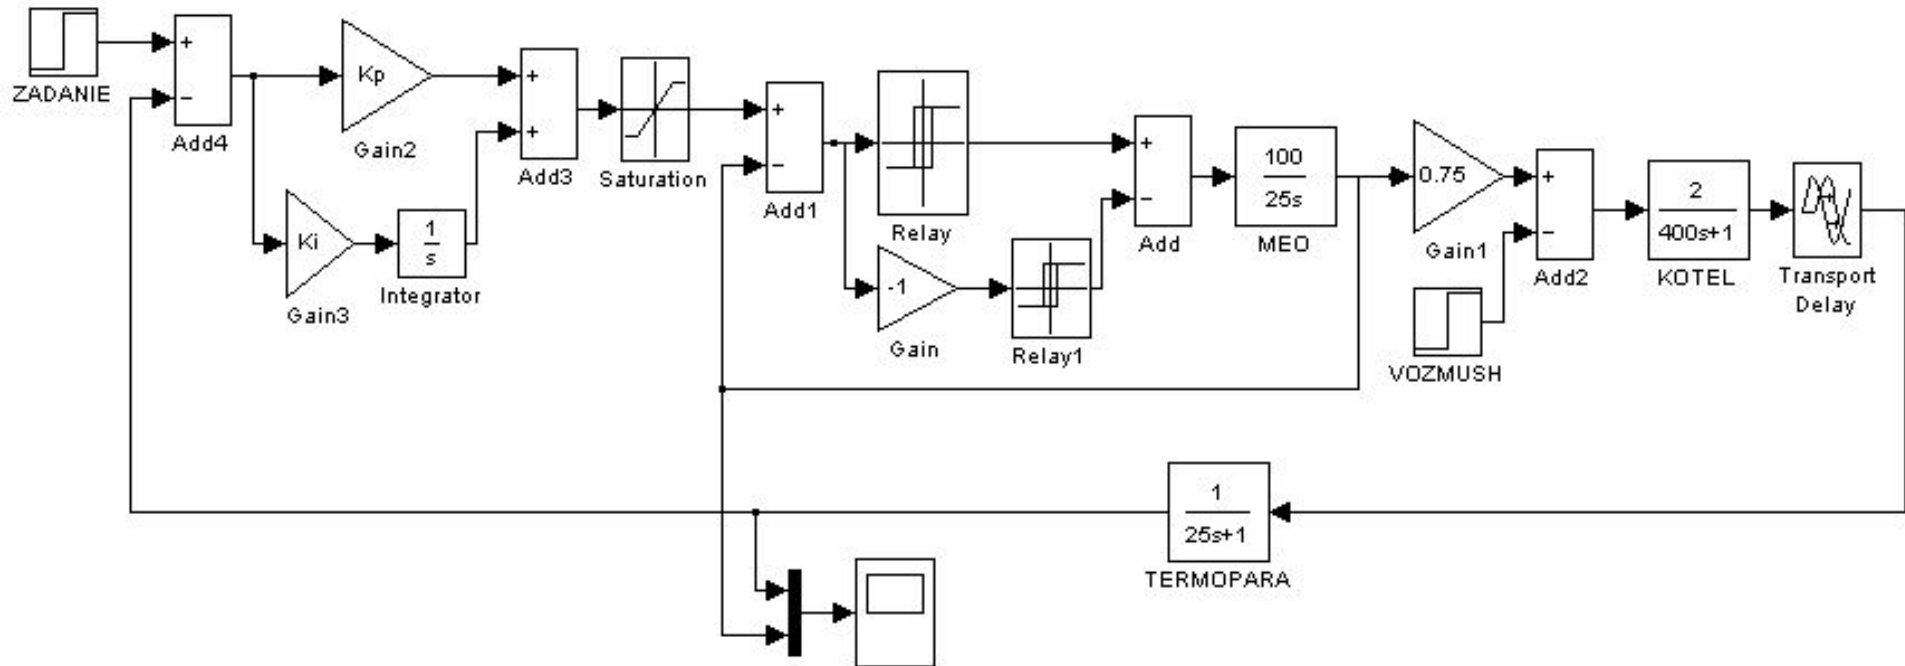 ZADANIE
+
−
Add4
Kp
Gain2
Ki
Gain3
1
s
Integrator
+
+
Add3
Saturation
+
−
Add1
Relay
-1
Gain
Relay1
+
−
Add
100
25s
MEO
0.75
Gain1
VOZMUSH
+
−
Add2
2
400s+1
KOTEL
Transport
Delay
1
25s+1
TERMOPARA